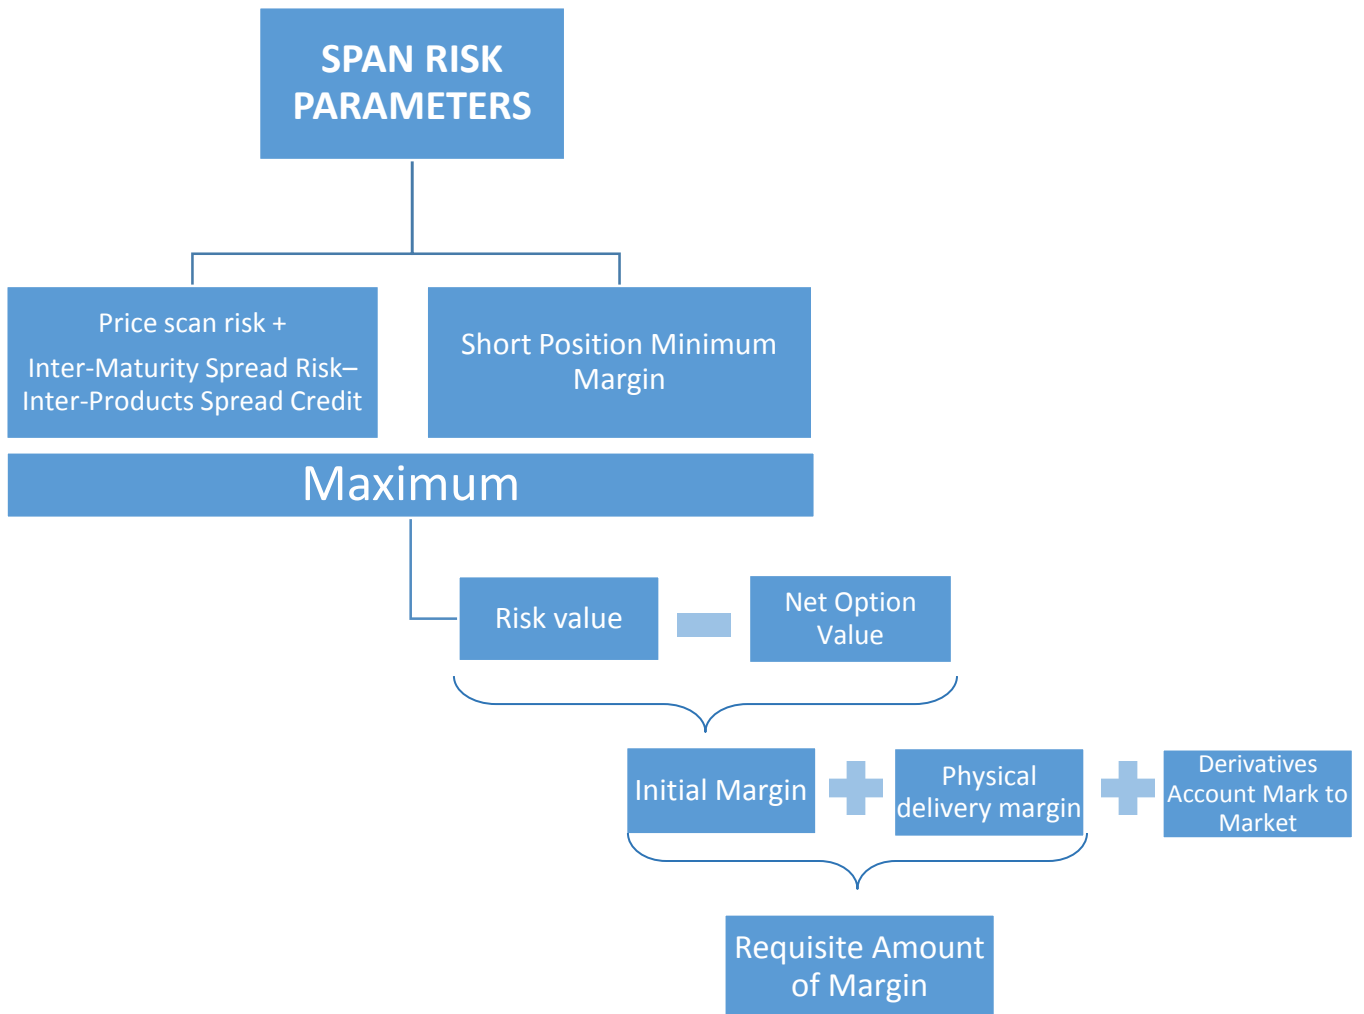 SPAN RISK
PARAMETERS
Price scan risk +
Inter-Maturity Spread Risk–
Inter-Products Spread Credit
Short Position Minimum
Margin
Maximum
Risk value
Net Option
Value
Initial Margin
Physical
delivery margin
Derivatives
Account Mark to
Market
Requisite Amount
of Margin